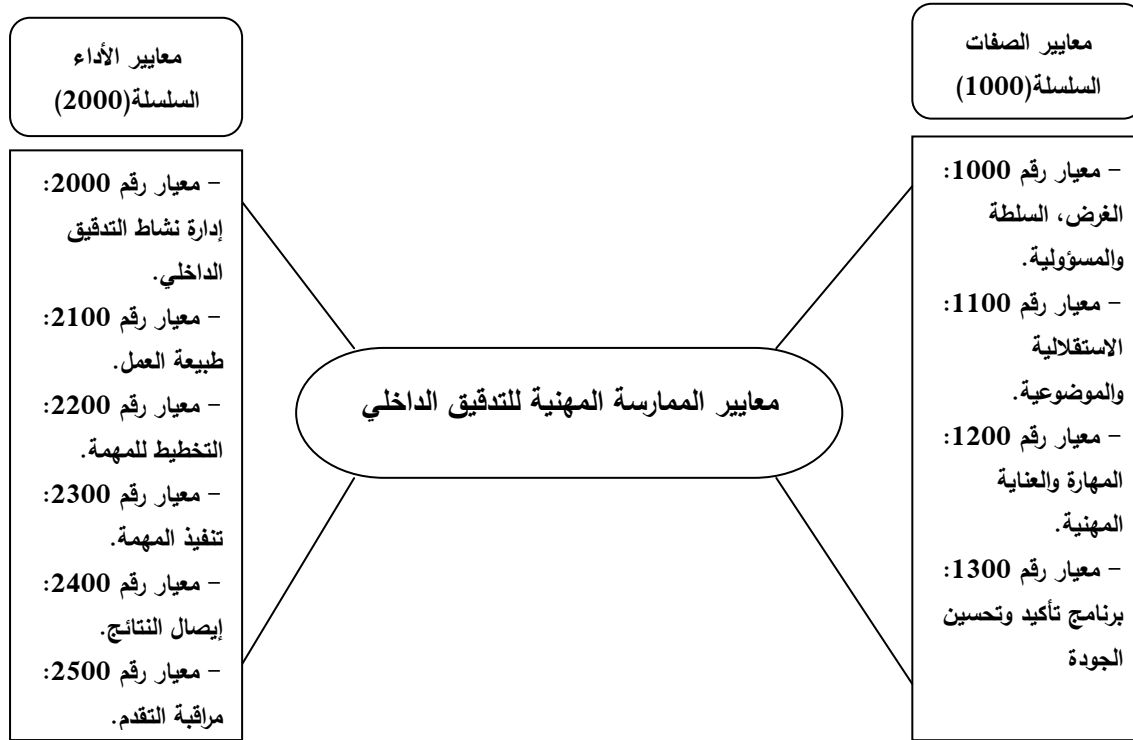 معايير الصفات
السلسلة(1000)
- معيار رقم 1000:
الغرض، السلطة
والمسؤولية.
- معيار رقم 1100:
الاستقلالية
والموضوعية.
- معيار رقم 1200:
المهارة والعناية
المهنية.
- معيار رقم 1300:
برنامج تأكيد وتحسين
الجودة
معايير الممارسة المهنية للتدقيق الداخلي
معايير الأداء
السلسلة(2000)
- معيار رقم 2000:
إدارة نشاط التدقيق
الداخلي.
- معيار رقم 2100:
طبيعة العمل.
- معيار رقم 2200:
التخطيط للمهمة.
- معيار رقم 2300:
تنفيذ المهمة.
- معيار رقم 2400:
إيصال النتائج.
- معيار رقم 2500:
مراقبة التقدم.